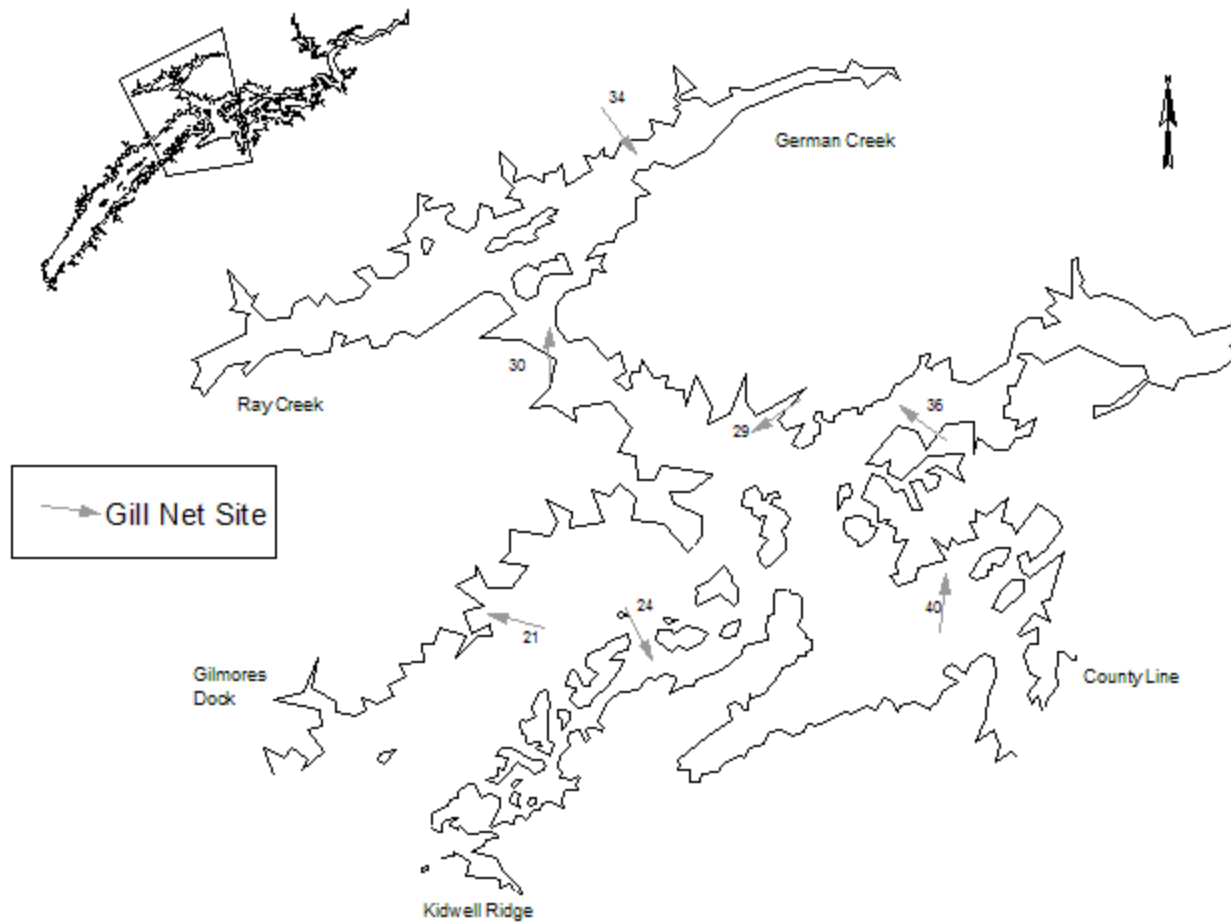 34
German Creek
30
Ray Creek
29
36
Gill Net Site
24
40
21
Gilmores
Dock
County Line
Kidwell Ridge